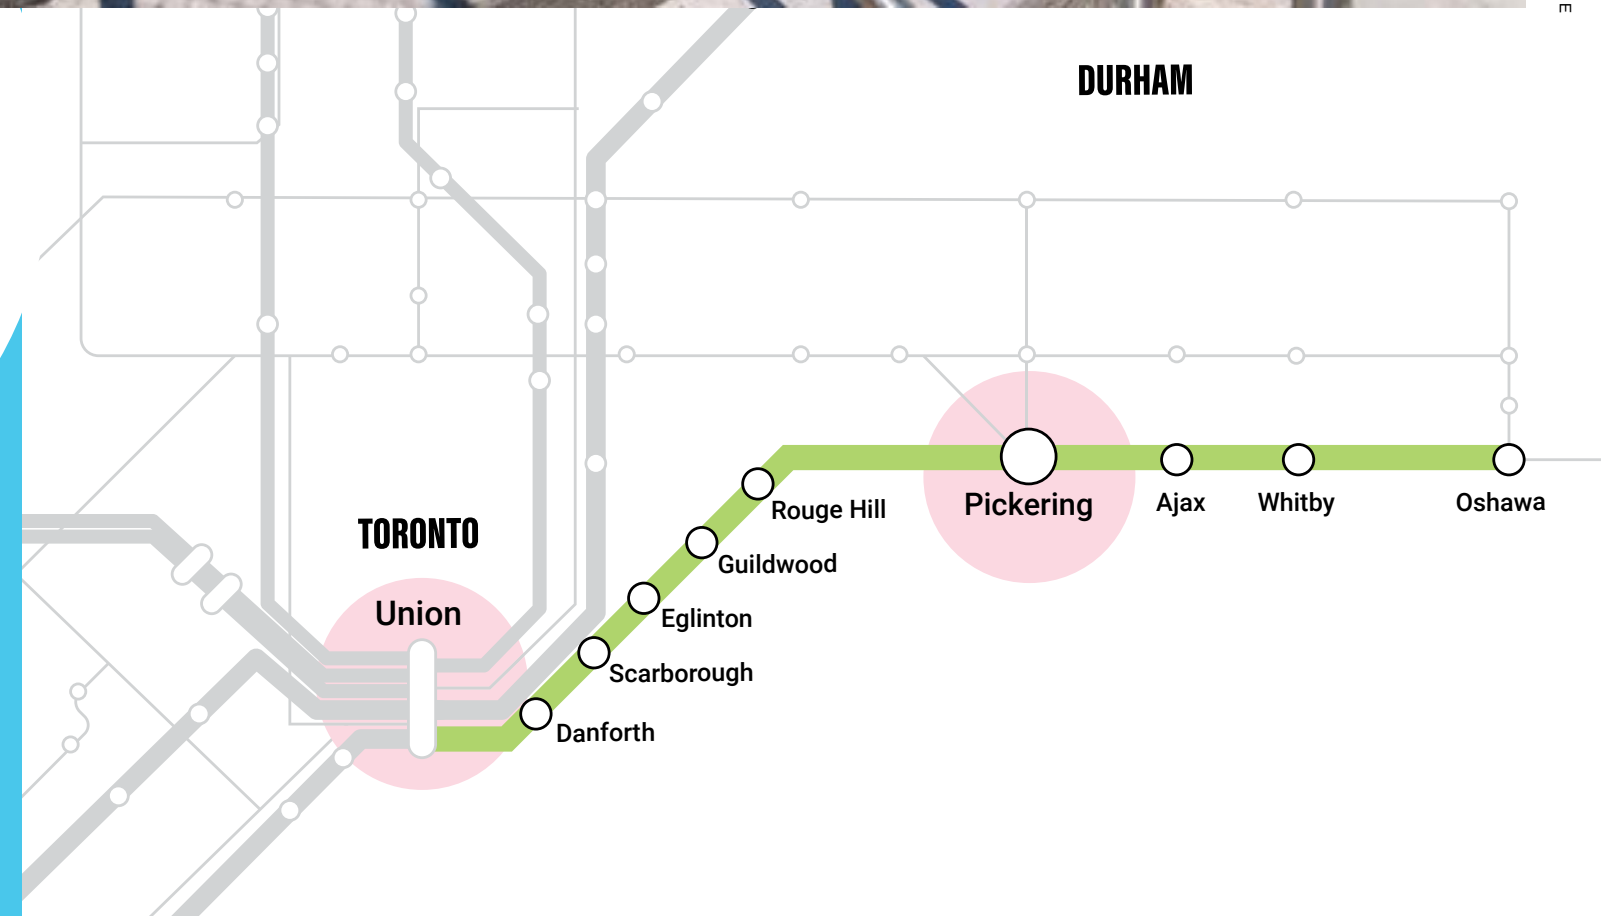 E
DURHAM
Rouge Hill
Pickering
Ajax
Whitby
Oshawa
TORONTO
Guildwood
Union
Eglinton
Scarborough
Danforth